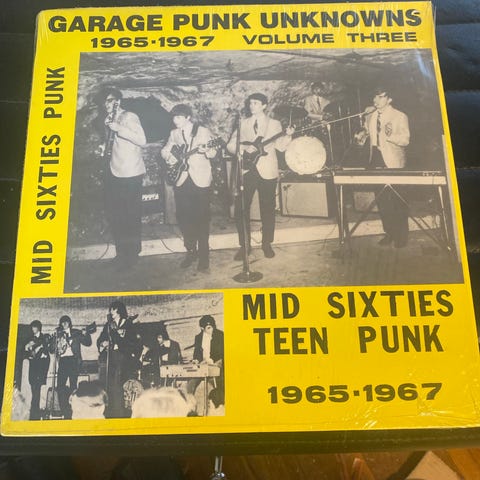 GARAGE PUNK UNKNOWNS
1965·1967 VOLUME THREE
MID SIXTIES PUNK
MID SIXTIES
TEEN PUNK
1965·1967